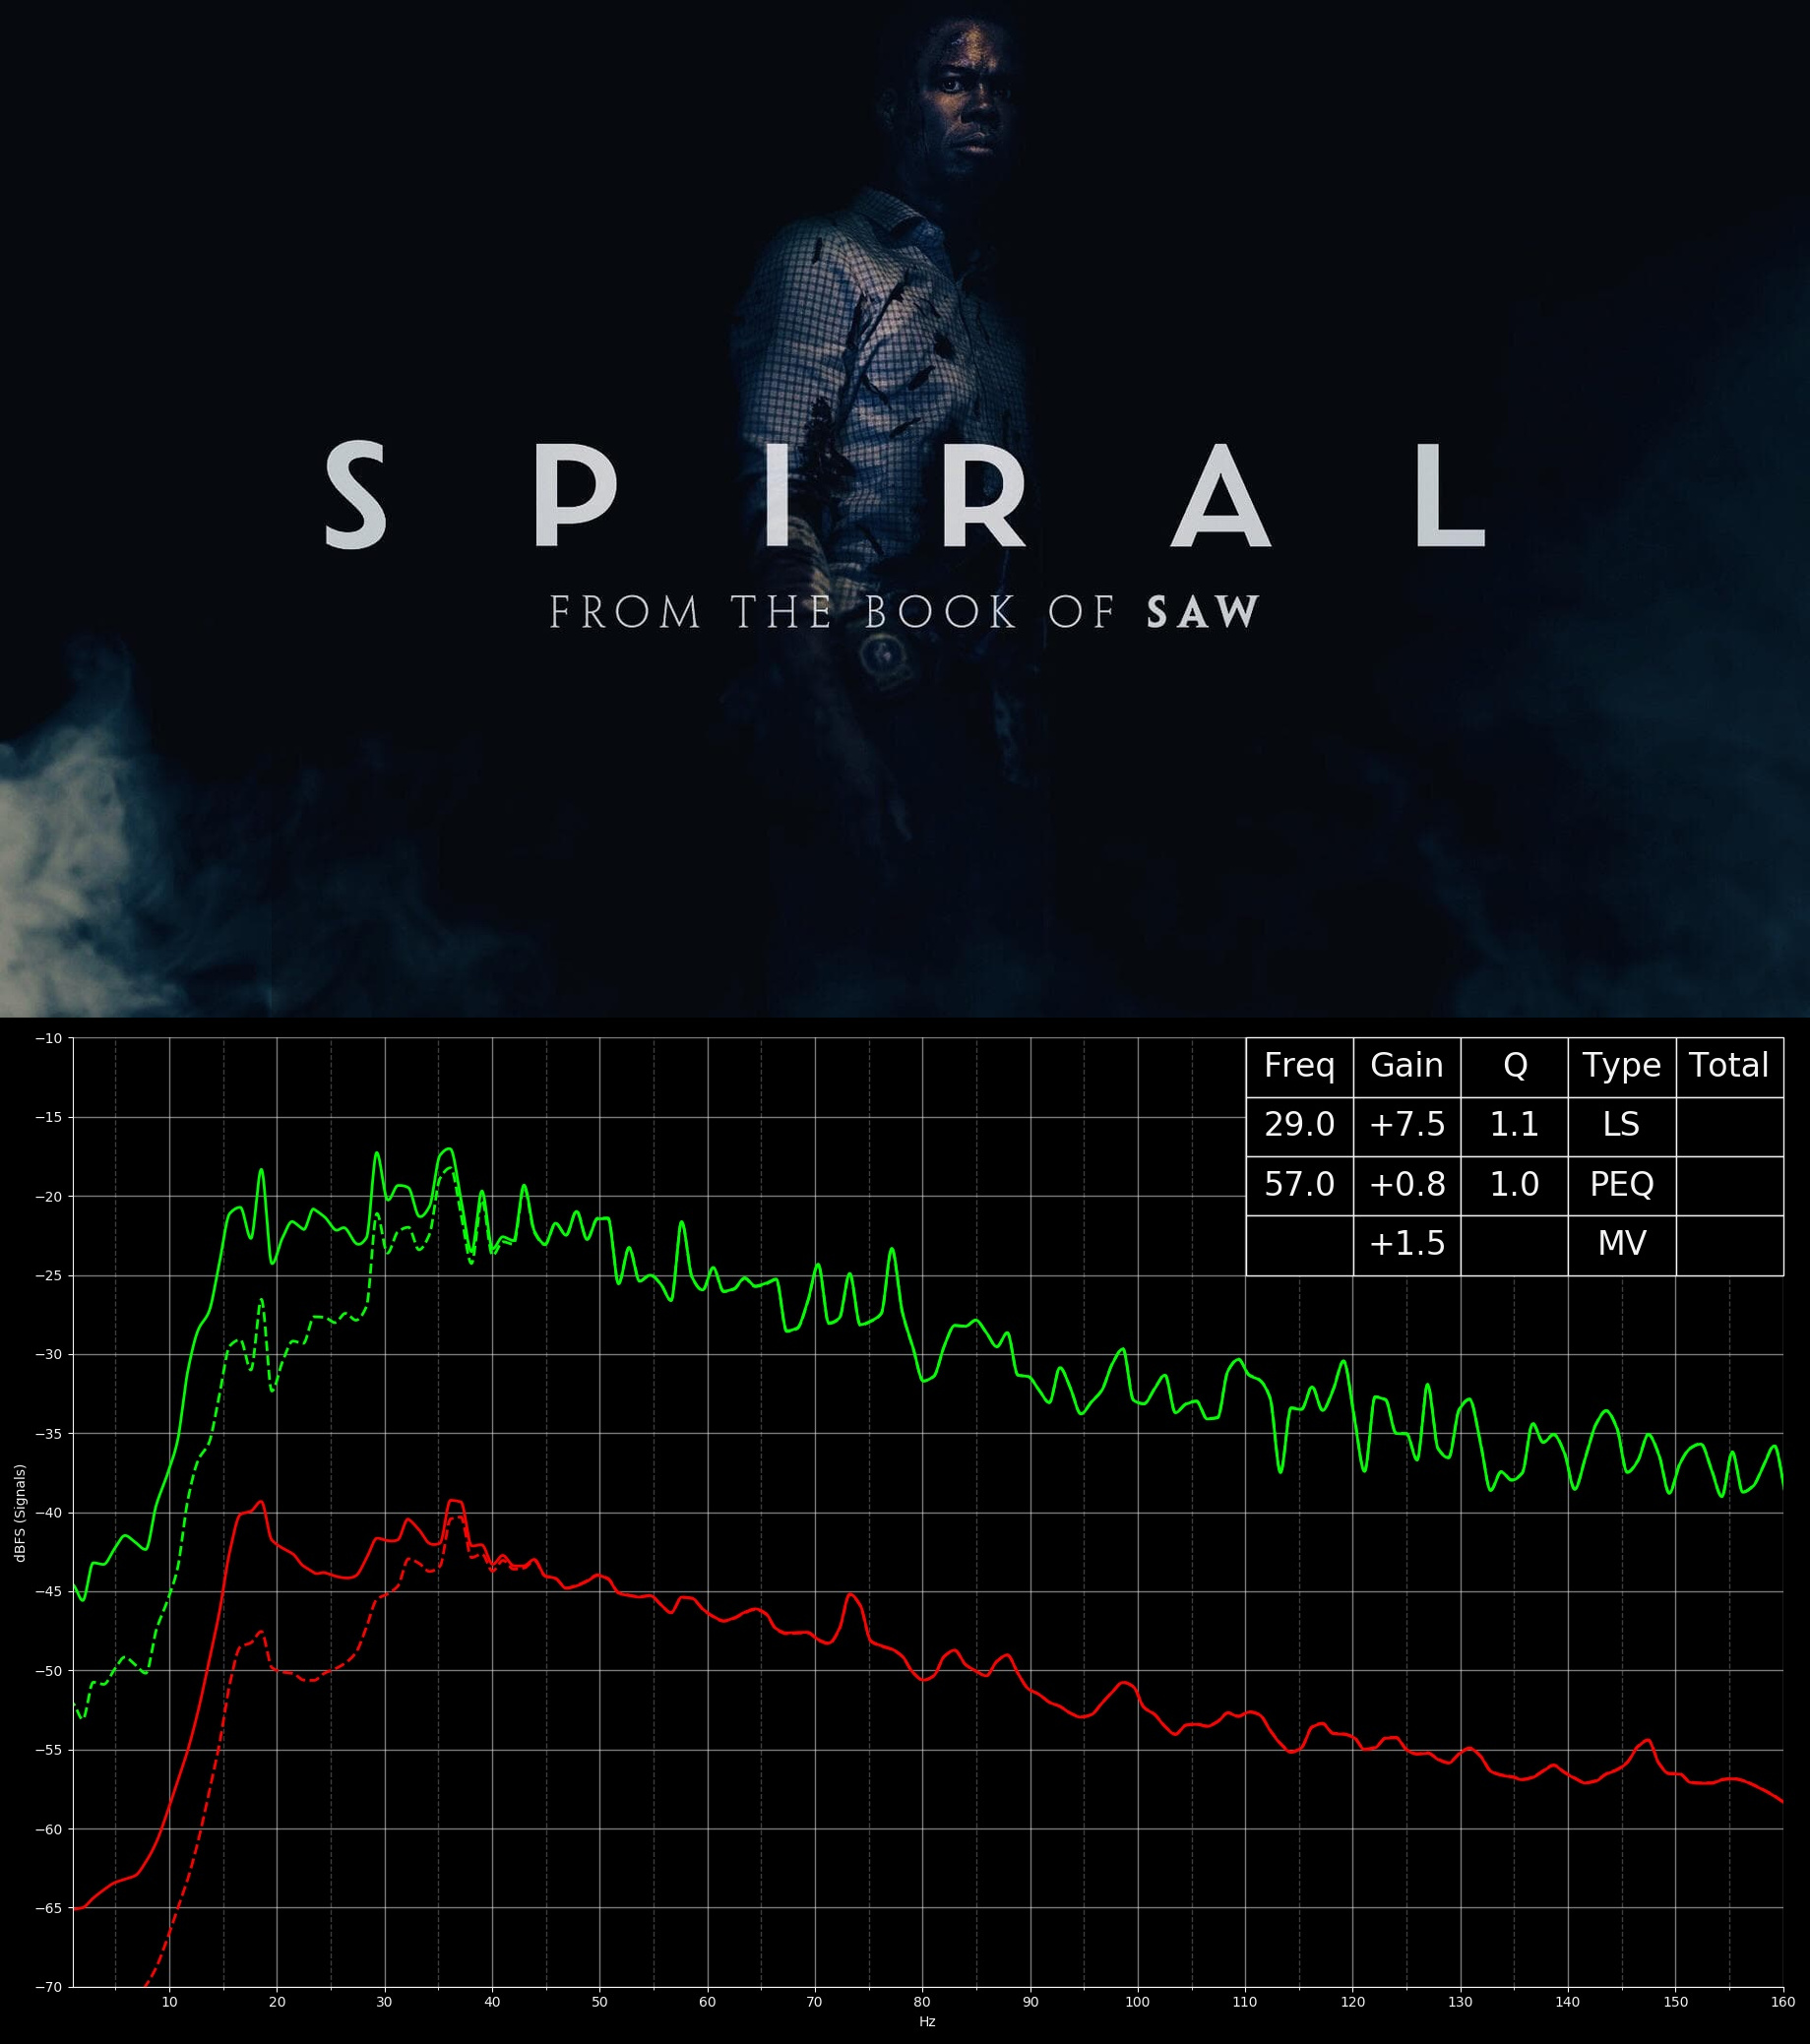 S P I R A L
FROM THE BOOK OF SAW
Freq Gain Q Type Total
29.0 +7.5 1.1 LS
57.0 +0.8 1.0 PEQ
+1.5 MV
−10
−15
−20
−25
−30
−35
−40
−45
−50
−55
−60
−65
−70
dBFS (Signals)
10 20 30 40 50 60 70 80 90 100 110 120 130 140 150 160
Hz